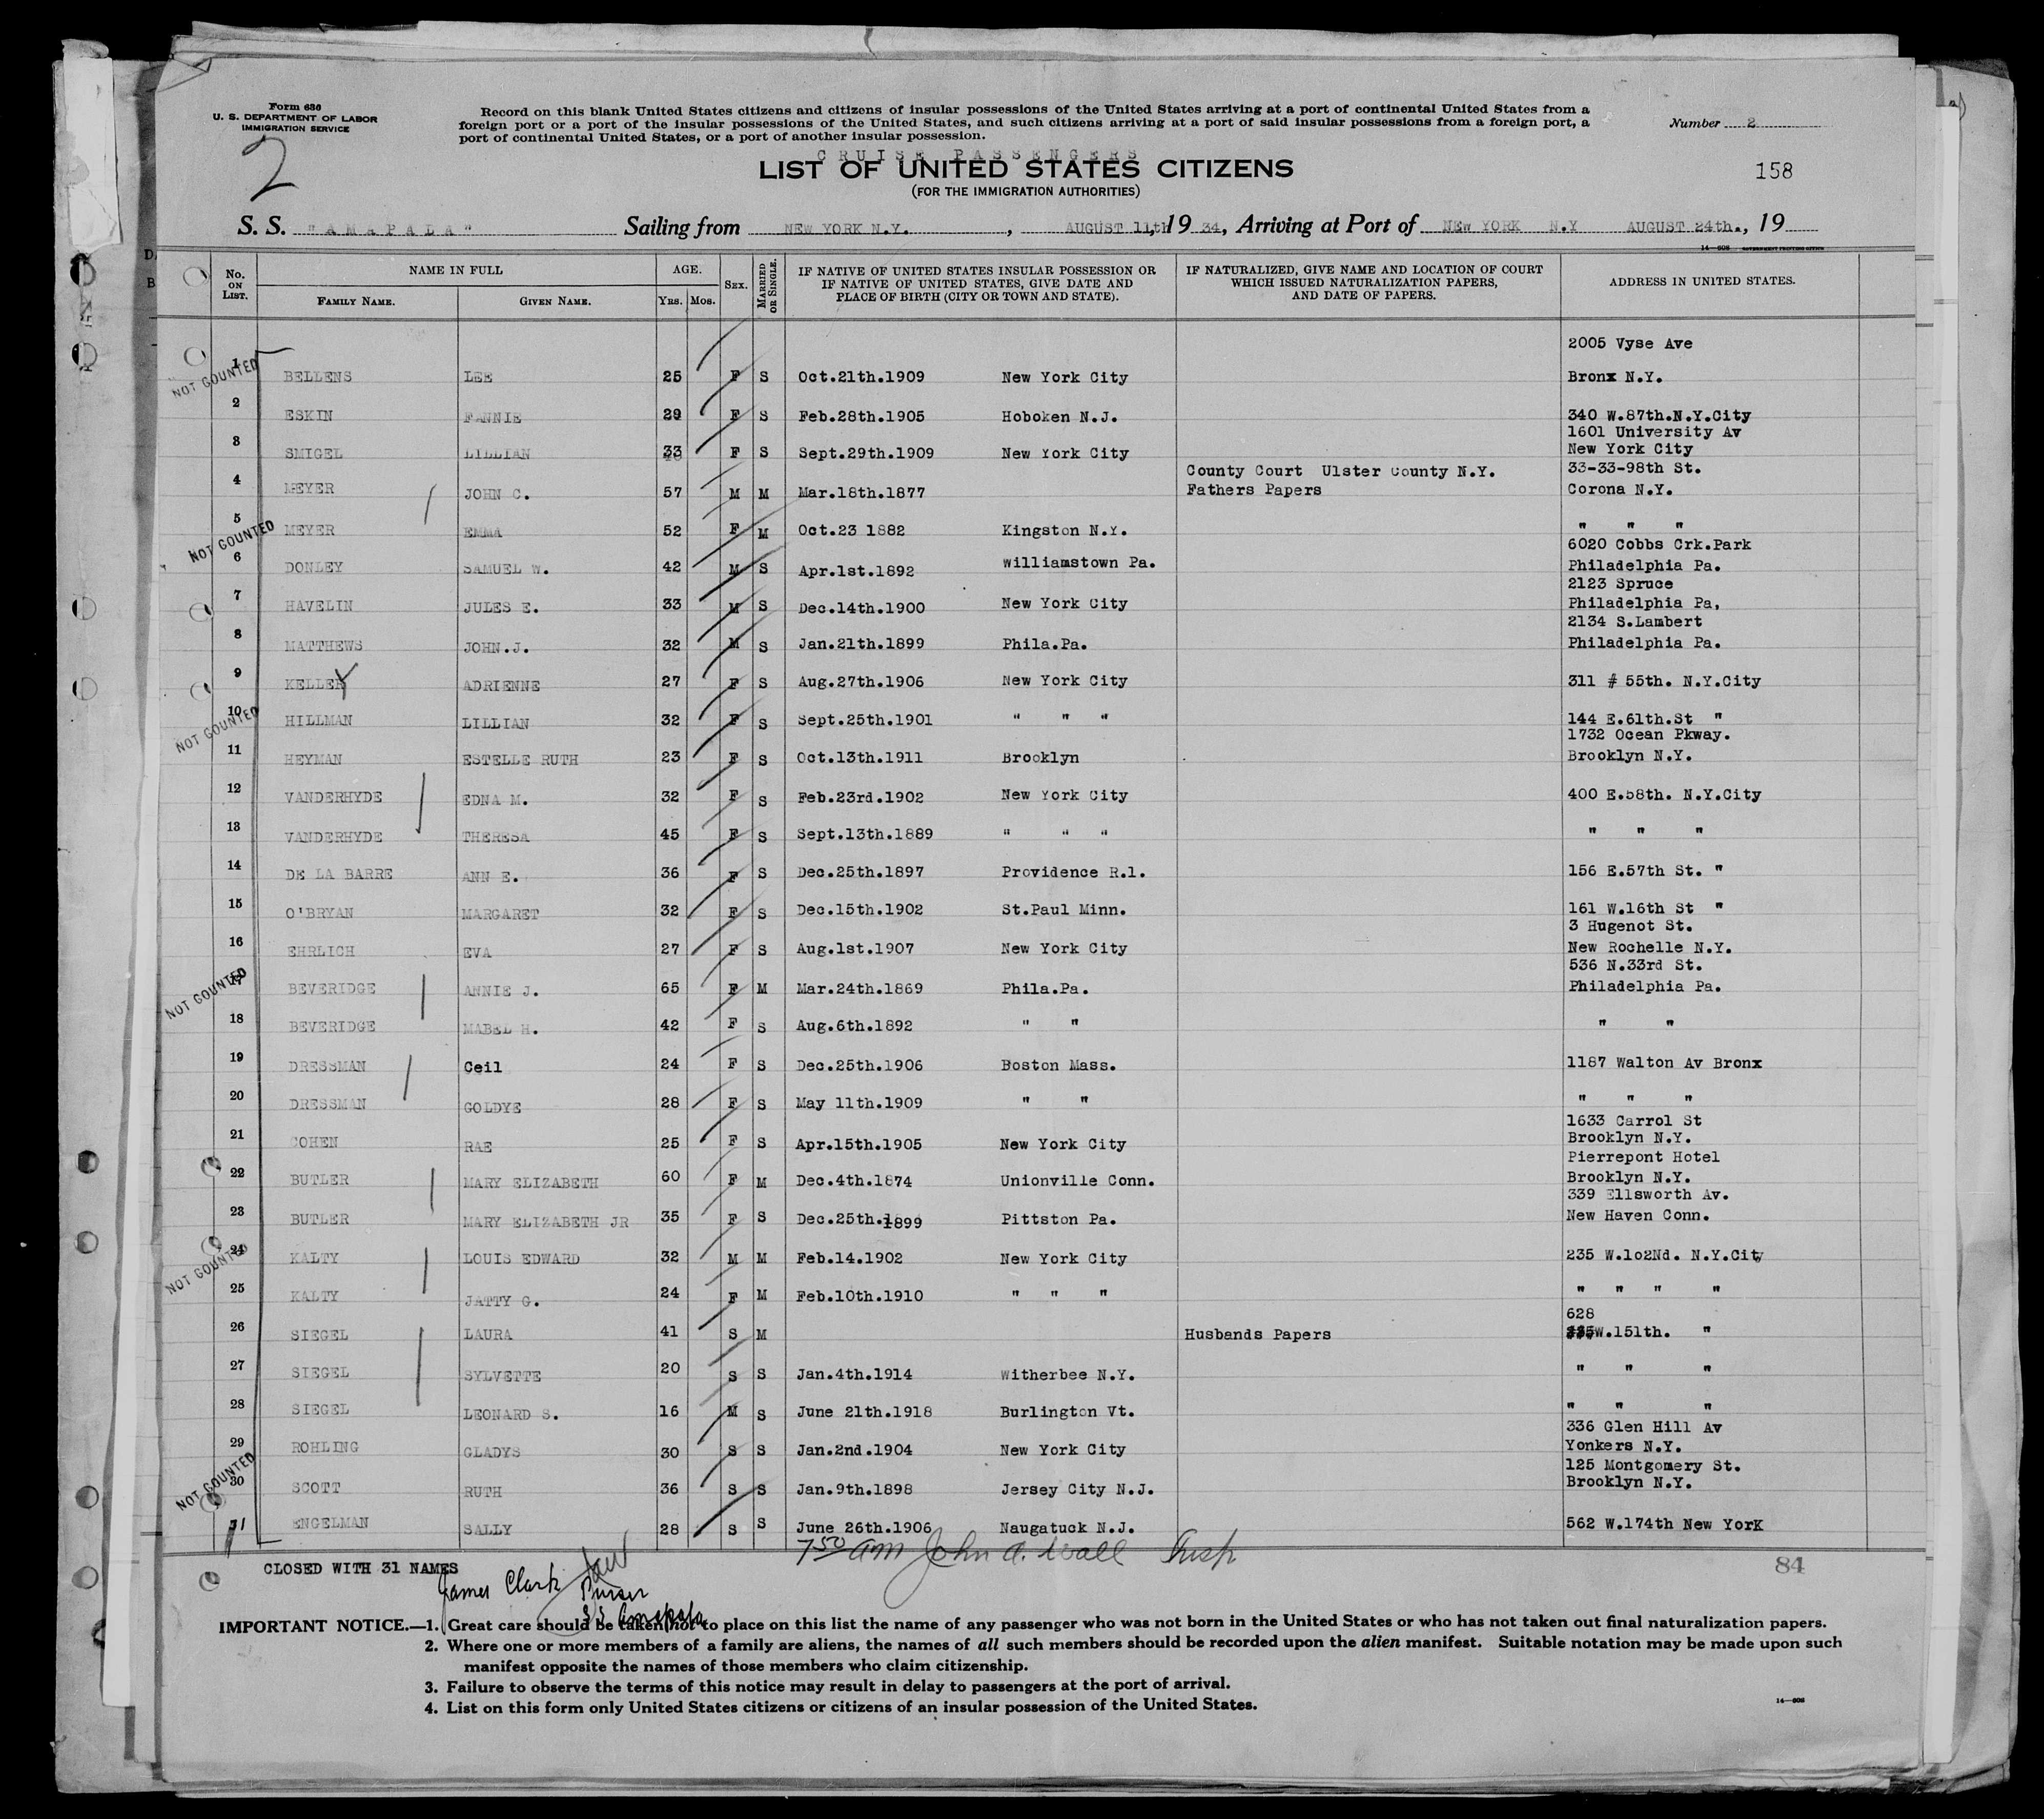 Form 630
U. S. DEPARTMENT OF LABOR
IMMIGRATION SERVICE
Record on this blank United States citizens and citizens of insular possessions of the United States arriving at a port of continental United States from a
foreign port or a port of the insular possessions of the United States, and such citizens arriving at a port of said insular possessions from a foreign port, a
port of continental United States, or a port of another insular possession.
Number 2
2
CRUISE PASSENGERS
LIST OF UNITED STATES CITIZENS
(FOR THE IMMIGRATION AUTHORITIES)
158
S. S. "AMAPALA" Sailing from NEW YORK N.Y., AUGUST 11th, 19 34, Arriving at Port of NEW YORK N.Y AUGUST 24th., 19
No. ON LIST. NAME IN FULL FAMILY NAME. GIVEN NAME. AGE. YRS. MOS. SEX. MARRIED OR SINGLE. IF NATIVE OF UNITED STATES INSULAR POSSESSION OR IF NATIVE OF UNITED STATES, GIVE DATE AND PLACE OF BIRTH (CITY OR TOWN AND STATE). IF NATURALIZED, GIVE NAME AND LOCATION OF COURT WHICH ISSUED NATURALIZATION PAPERS, AND DATE OF PAPERS. ADDRESS IN UNITED STATES.
2005 Vyse Ave
NOT COUNTED
1 BELLENS LEE 25 F S Oct.21th.1909 New York City Bronx N.Y.
2 ESKIN FANNIE 29 F S Feb.28th.1905 Hoboken N.J. 340 W.87th.N.Y.City
1601 University Av
3 SMIGEL LILLIAN 33 F S Sept.29th.1909 New York City New York City
County Court Ulster County N.Y. 33-33-98th St.
4 MEYER JOHN C. 57 M M Mar.18th.1877 Fathers Papers Corona N.Y.
5 MEYER EMMA 52 F M Oct.23 1882 Kingston N.Y. " " "
NOT COUNTED
6020 Cobbs Crk.Park
6 DONLEY SAMUEL W. 42 M S Apr.1st.1892 Williamstown Pa. Philadelphia Pa.
2123 Spruce
7 HAVELIN JULES E. 33 M S Dec.14th.1900 New York City Philadelphia Pa,
2134 S.Lambert
8 MATTHEWS JOHN.J. 32 M S Jan.21th.1899 Phila.Pa. Philadelphia Pa.
9 KELLEY ADRIENNE 27 F S Aug.27th.1906 New York City 311 # 55th. N.Y.City
NOT COUNTED
10 HILLMAN LILLIAN 32 F S Sept.25th.1901 " " " 144 E.61th.St "
1732 Ocean Pkway.
11 HEYMAN ESTELLE RUTH 23 F S Oct.13th.1911 Brooklyn Brooklyn N.Y.
12 VANDERHYDE EDNA M. 32 F S Feb.23rd.1902 New York City 400 E.58th. N.Y.City
13 VANDERHYDE THERESA 45 F S Sept.13th.1889 " " " " " "
14 DE LA BARRE ANN E. 36 F S Dec.25th.1897 Providence R.l. 156 E.57th St. "
15 O'BRYAN MARGARET 32 F S Dec.15th.1902 St.Paul Minn. 161 W.16th St "
3 Hugenot St.
16 EHRLICH EVA 27 F S Aug.1st.1907 New York City New Rochelle N.Y.
536 N.33rd St.
NOT COUNTED
17 BEVERIDGE ANNIE J. 65 F M Mar.24th.1869 Phila.Pa. Philadelphia Pa.
18 BEVERIDGE MABEL H. 42 F S Aug.6th.1892 " " " "
19 DRESSMAN Ceil 24 F S Dec.25th.1906 Boston Mass. 1187 Walton Av Bronx
20 DRESSMAN GOLDYE 28 F S May 11th.1909 " " " " "
1633 Carrol St
21 COHEN RAE 25 F S Apr.15th.1905 New York City Brooklyn N.Y.
Pierrepont Hotel
22 BUTLER MARY ELIZABETH 60 F M Dec.4th.1874 Unionville Conn. Brooklyn N.Y.
339 Ellsworth Av.
23 BUTLER MARY ELIZABETH JR 35 F S Dec.25th.1899 Pittston Pa. New Haven Conn.
NOT COUNTED
24 KALTY LOUIS EDWARD 32 M M Feb.14.1902 New York City 235 W.1o2Nd. N.Y.City
25 KALTY JATTY G. 24 F M Feb.10th.1910 " " " " " " "
628
26 SIEGEL LAURA 41 S M Husbands Papers W.151th. "
27 SIEGEL SYLVETTE 20 S S Jan.4th.1914 Witherbee N.Y. " " "
28 SIEGEL LEONARD S. 16 M S June 21th.1918 Burlington Vt. " " "
336 Glen Hill Av
29 ROHLING GLADYS 30 S S Jan.2nd.1904 New York City Yonkers N.Y.
125 Montgomery St.
NOT COUNTED
30 SCOTT RUTH 36 S S Jan.9th.1898 Jersey City N.J. Brooklyn N.Y.
31 ENGELMAN SALLY 28 S S June 26th.1906 Naugatuck N.J. 562 W.174th New YorK
7 50 am John A. Wall Insp
CLOSED WITH 31 NAMES
84
James Clark
Purser
SS Amapala
IMPORTANT NOTICE.—1. Great care should be taken not to place on this list the name of any passenger who was not born in the United States or who has not taken out final naturalization papers.
2. Where one or more members of a family are aliens, the names of all such members should be recorded upon the alien manifest. Suitable notation may be made upon such
manifest opposite the names of those members who claim citizenship.
3. Failure to observe the terms of this notice may result in delay to passengers at the port of arrival.
4. List on this form only United States citizens or citizens of an insular possession of the United States.
14—608